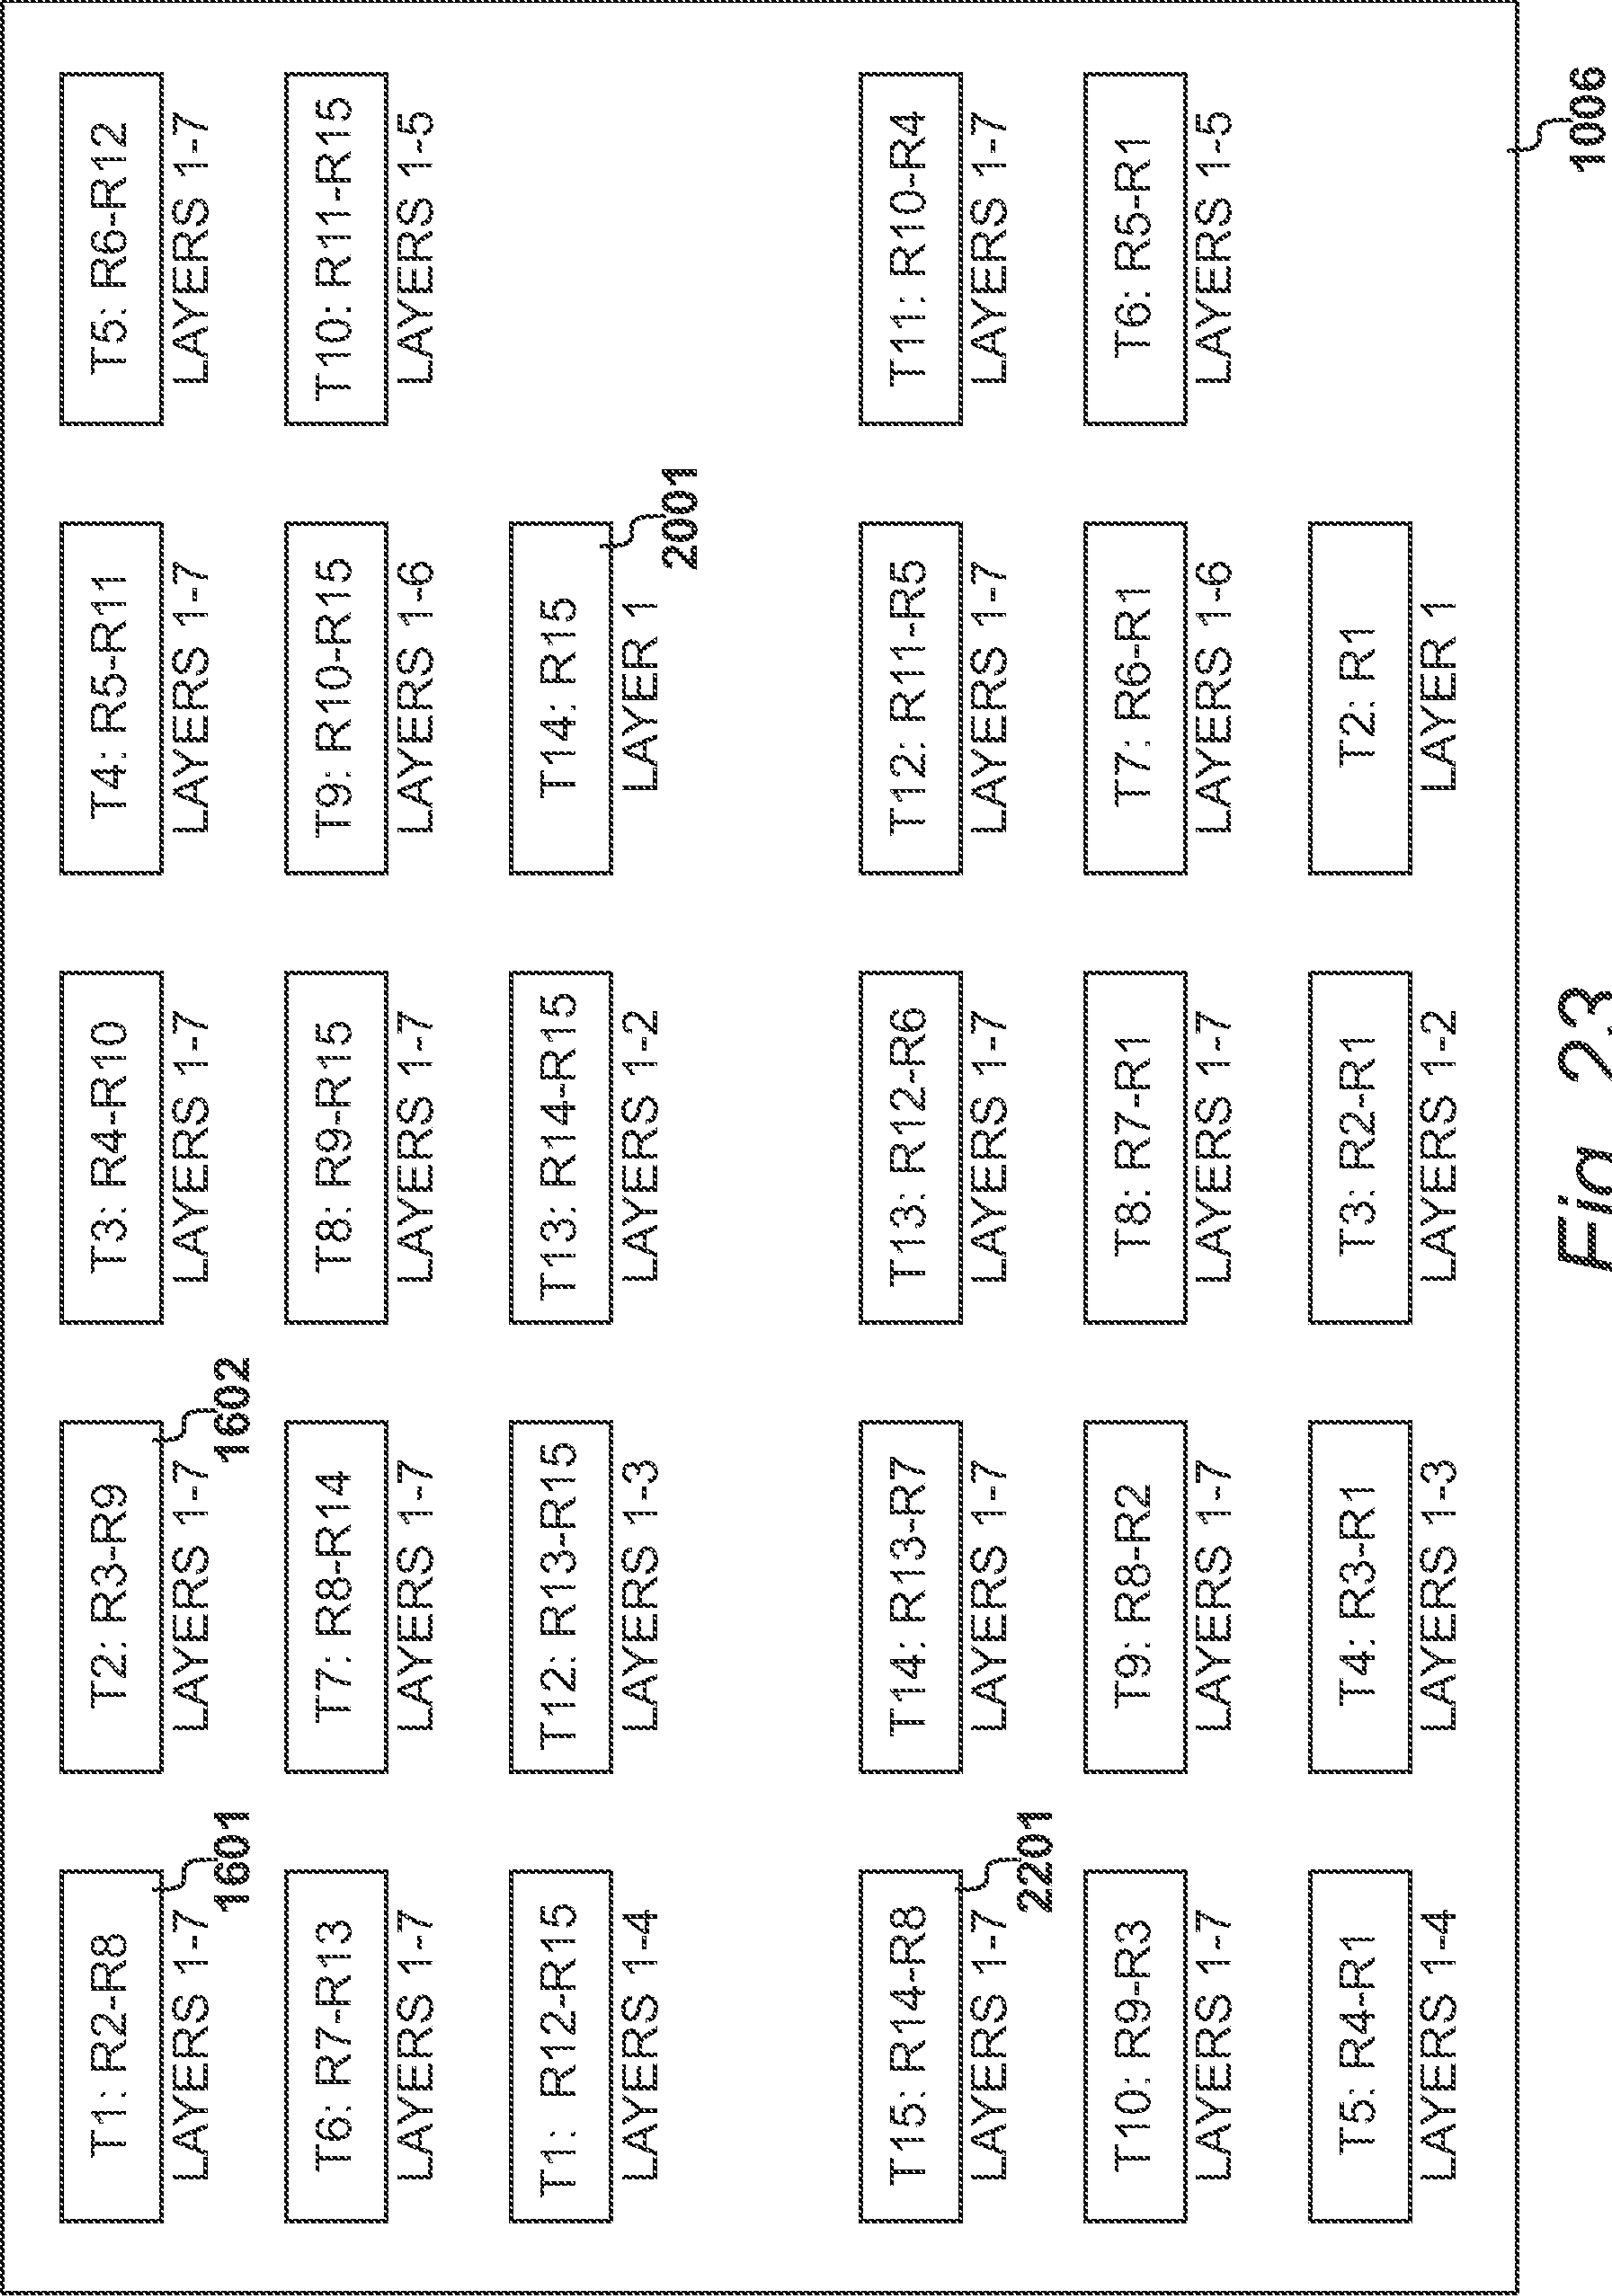 T1: R2-R8
LAYERS 1-7
1601
T2: R3-R9
LAYERS 1-7
1602
T3: R4-R10
LAYERS 1-7
T4: R5-R11
LAYERS 1-7
T5: R6-R12
LAYERS 1-7
T6: R7-R13
LAYERS 1-7
T7: R8-R14
LAYERS 1-7
T8: R9-R15
LAYERS 1-7
T9: R10-R15
LAYERS 1-6
T10: R11-R15
LAYERS 1-5
T1: R12-R15
LAYERS 1-4
T12: R13-R15
LAYERS 1-3
T13: R14-R15
LAYERS 1-2
T14: R15
LAYER 1
2001
T15: R14-R8
LAYERS 1-7
2201
T14: R13-R7
LAYERS 1-7
T13: R12-R6
LAYERS 1-7
T12: R11-R5
LAYERS 1-7
T11: R10-R4
LAYERS 1-7
T10: R9-R3
LAYERS 1-7
T9: R8-R2
LAYERS 1-7
T8: R7-R1
LAYERS 1-7
T7: R6-R1
LAYERS 1-6
T6: R5-R1
LAYERS 1-5
T5: R4-R1
LAYERS 1-4
T4: R3-R1
LAYERS 1-3
T3: R2-R1
LAYERS 1-2
T2: R1
LAYER 1
1006
Fig. 23